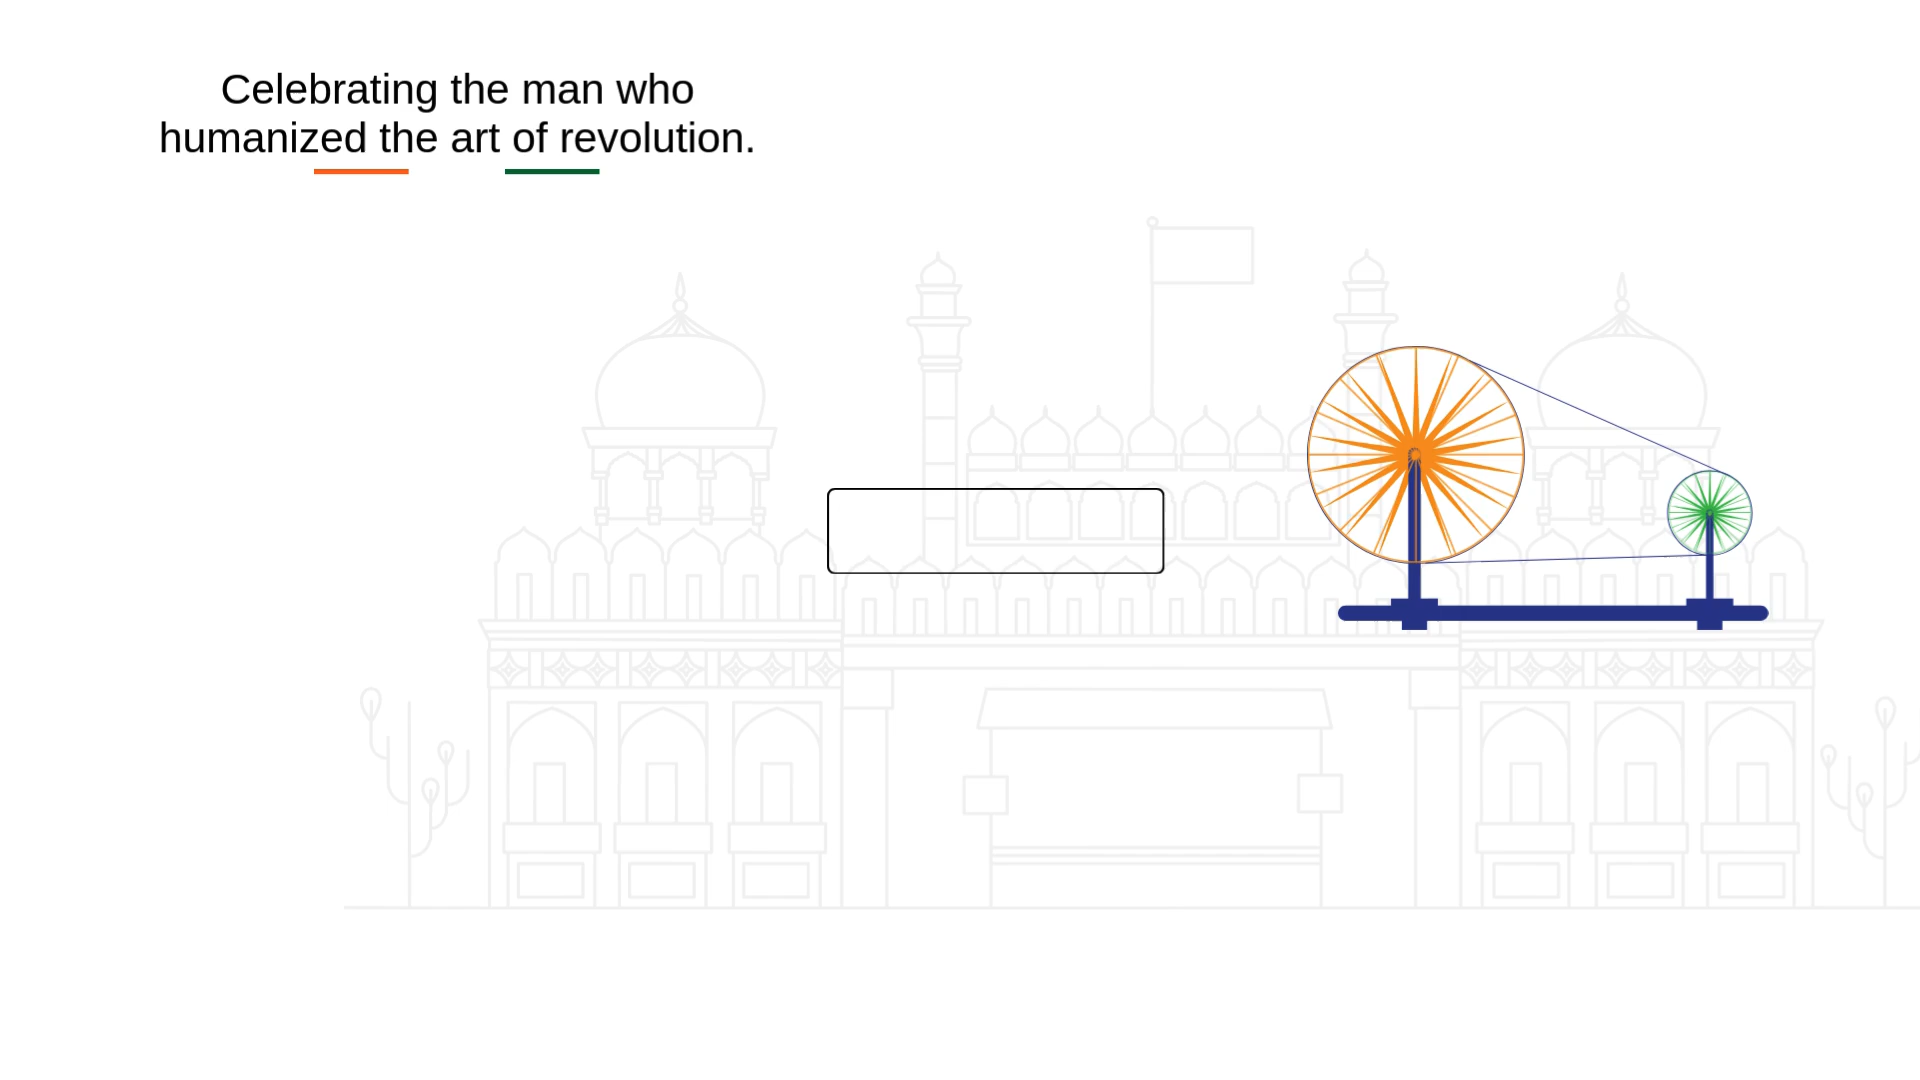 Celebrating the man who
humanized the art of revolution.